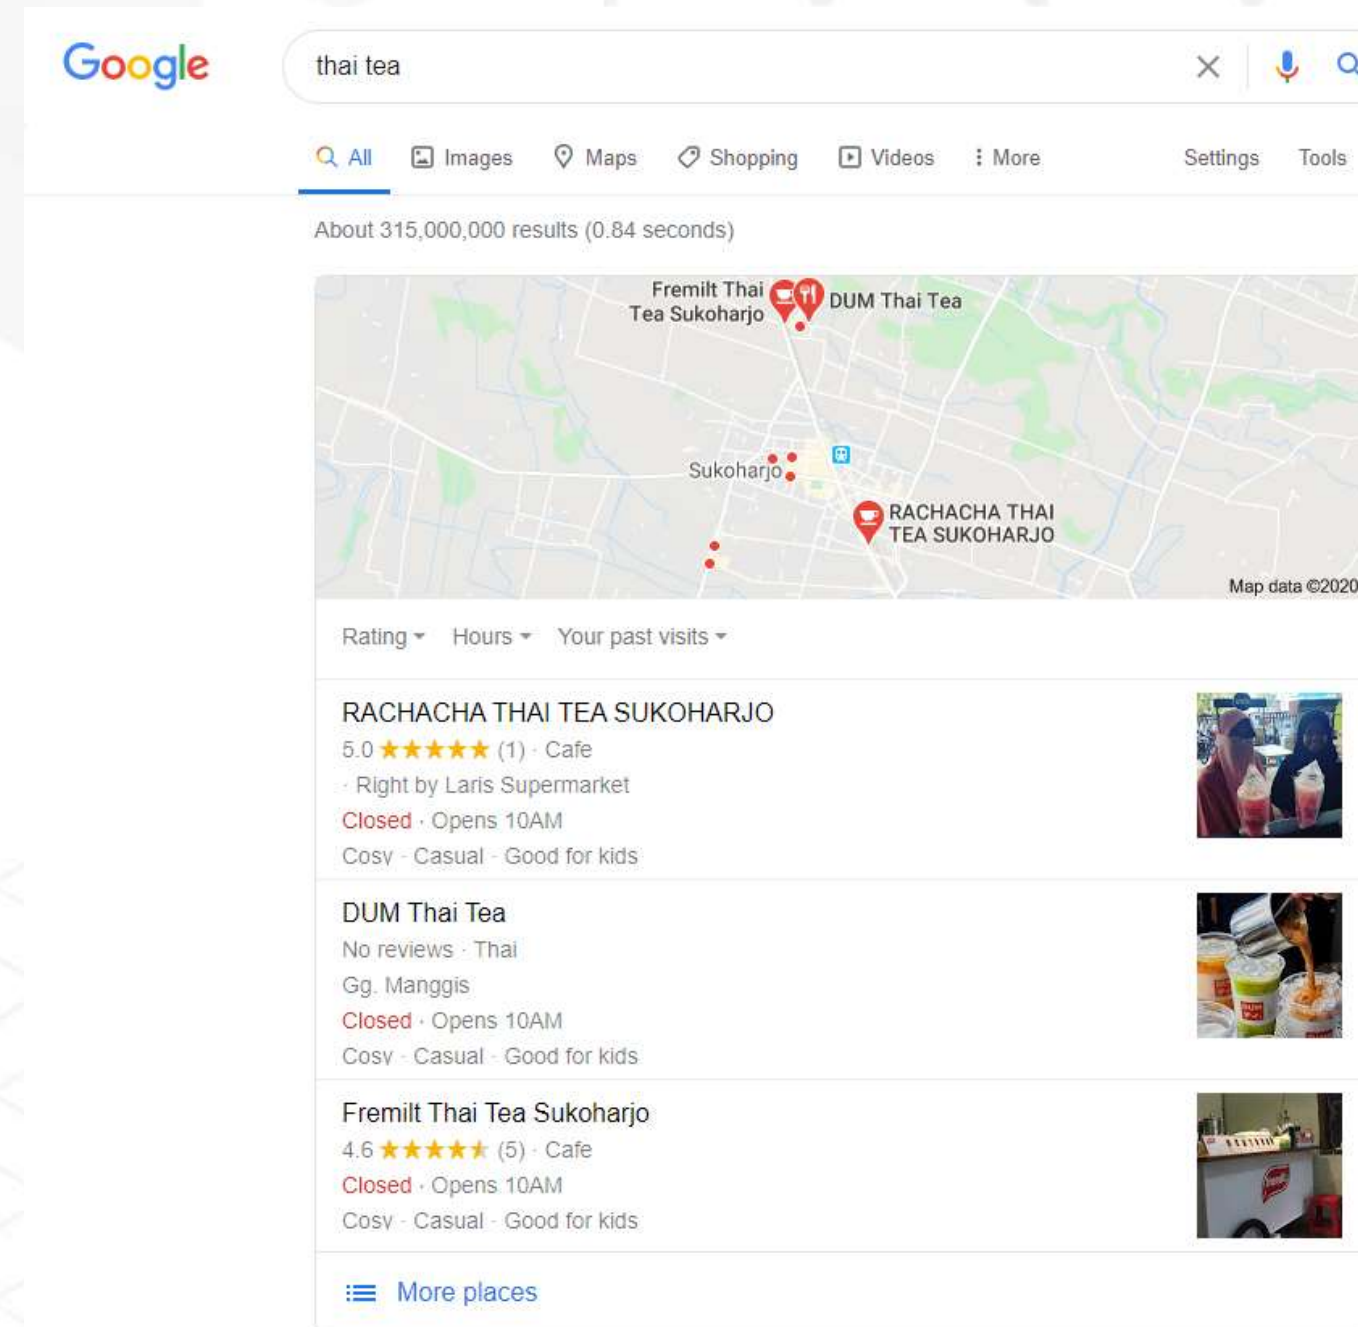 Google
thai tea
All Images Maps Shopping Videos More Settings Tools
About 315,000,000 results (0.84 seconds)
Fremilt Thai
Tea Sukoharjo
DUM Thai Tea
Sukoharjo
RACHACHA THAI
TEA SUKOHARJO
Map data ©2020
Rating Hours Your past visits
RACHACHA THAI TEA SUKOHARJO
5.0 ★★★★★ (1) · Cafe
· Right by Laris Supermarket
Closed · Opens 10AM
Cosy · Casual · Good for kids
DUM Thai Tea
No reviews · Thai
Gg. Manggis
Closed · Opens 10AM
Cosy · Casual · Good for kids
Fremilt Thai Tea Sukoharjo
4.6 (5) · Cafe
Closed · Opens 10AM
Cosy · Casual · Good for kids
More places